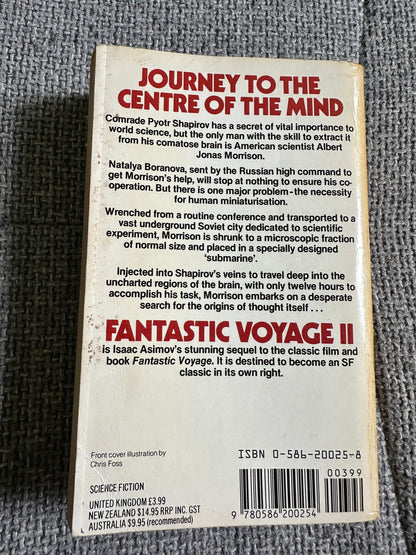 JOURNEY TO THE
CENTRE OF THE MIND
Comrade Pyotr Shapirov has a secret of vital importance to
world science, but the only man with the skill to extract it
from his comatose brain is American scientist Albert
Jonas Morrison.
Natalya Boranova, sent by the Russian high command to
get Morrison's help, will stop at nothing to ensure his co-
operation. But there is one major problem - the necessity
for human miniaturisation.
Wrenched from a routine conference and transported to a
vast underground Soviet city dedicated to scientific
experiment, Morrison is shrunk to a microscopic fraction
of normal size and placed in a specially designed
'submarine'.
Injected into Shapirov's veins to travel deep into the
uncharted regions of the brain, with only twelve hours to
accomplish his task, Morrison embarks on a desperate
search for the origins of thought itself . . .
FANTASTIC VOYAGE II
is Isaac Asimov's stunning sequel to the classic film and
book Fantastic Voyage. It is destined to become an SF
classic in its own right.
Front cover illustration by
Chris Foss
ISBN 0-586-20025-8
00399
SCIENCE FICTION
UNITED KINGDOM £3.99
NEW ZEALAND $14.95 RRP INC. GST
AUSTRALIA $9.95 (recommended)
9 780586 200254